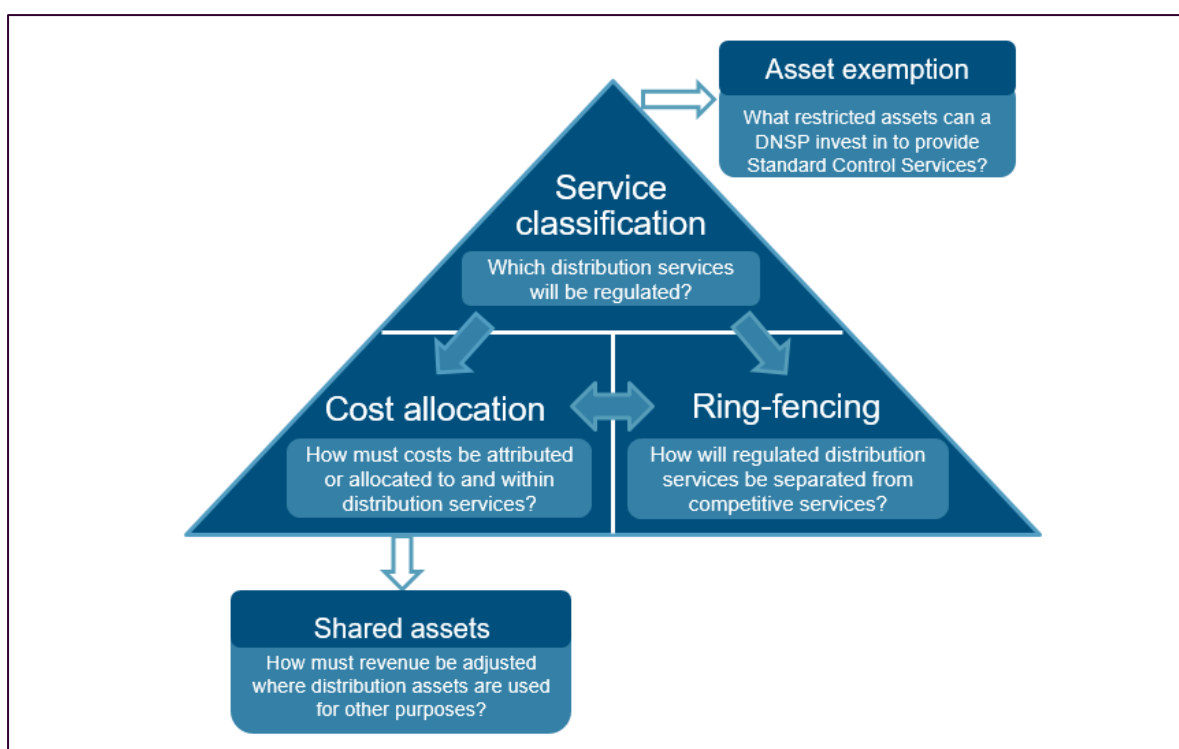 Asset exemption
What restricted assets can a
DNSP invest in to provide
Standard Control Services?
Service
classification
Which distribution services
will be regulated?
Cost allocation
How must costs be attributed
or allocated to and within
distribution services?
Ring-fencing
How will regulated distribution
services be separated from
competitive services?
Shared assets
How must revenue be adjusted
where distribution assets are used
for other purposes?